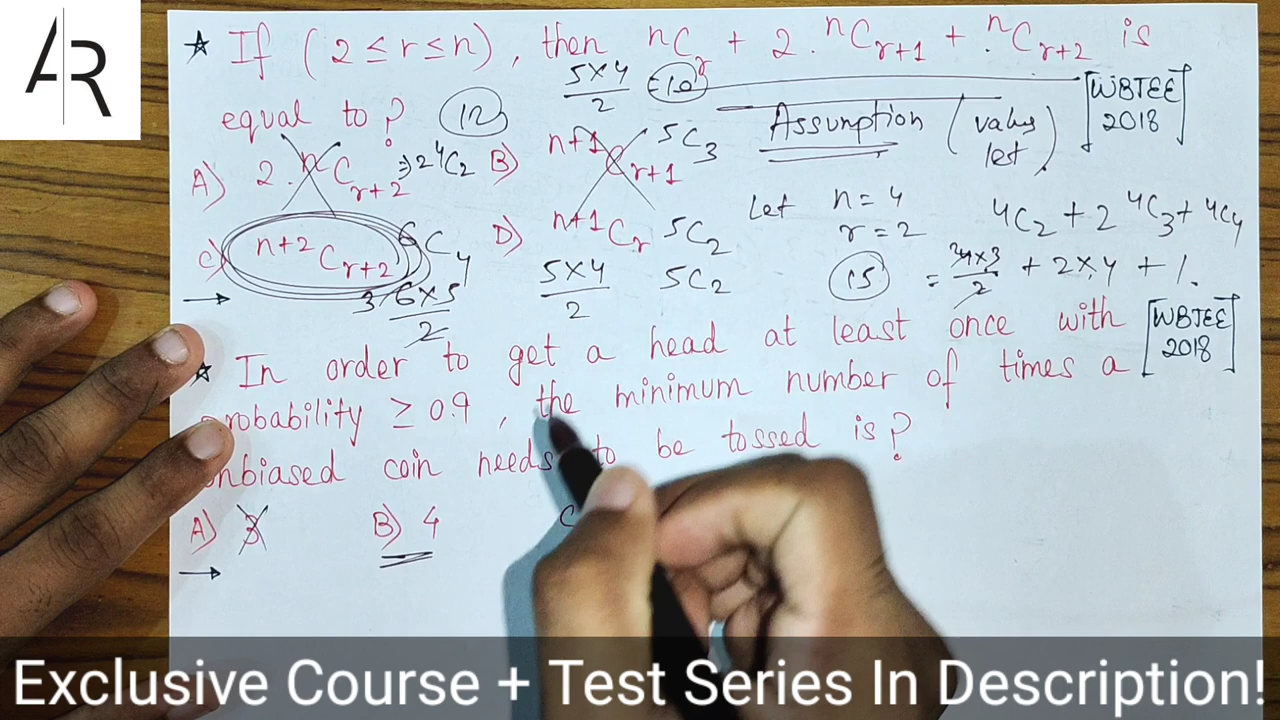 AR
☆ If (2 ≤ r ≤ n), then nCr + 2.nCr+1 + nCr+2 is
equal to? (12)
5×4/2 = 10
Assumption (value let)
[WBJEE 2018]
A) 2.nCr+2 ⇒ 2 4C2
B) n+1Cr+1 5C3
C) n+2Cr+2 6C4
D) n+1Cr 5C2
3 6×5/2
5×4/2 5C2
Let n = 4
r = 2
4C2 + 2 4C3 + 4C4
(15) = 4×3/2 + 2×4 + 1.
☆ In order to get a head at least once with
probability ≥ 0.9, the minimum number of times a
unbiased coin needs to be tossed is?
[WBJEE 2018]
A) 3 B) 4 C
Exclusive Course + Test Series In Description!